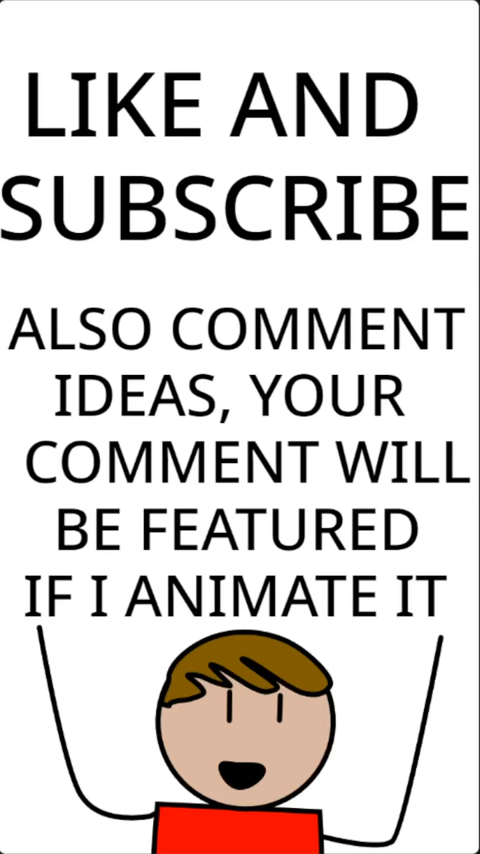 LIKE AND
SUBSCRIBE
ALSO COMMENT
IDEAS, YOUR
COMMENT WILL
BE FEATURED
IF I ANIMATE IT